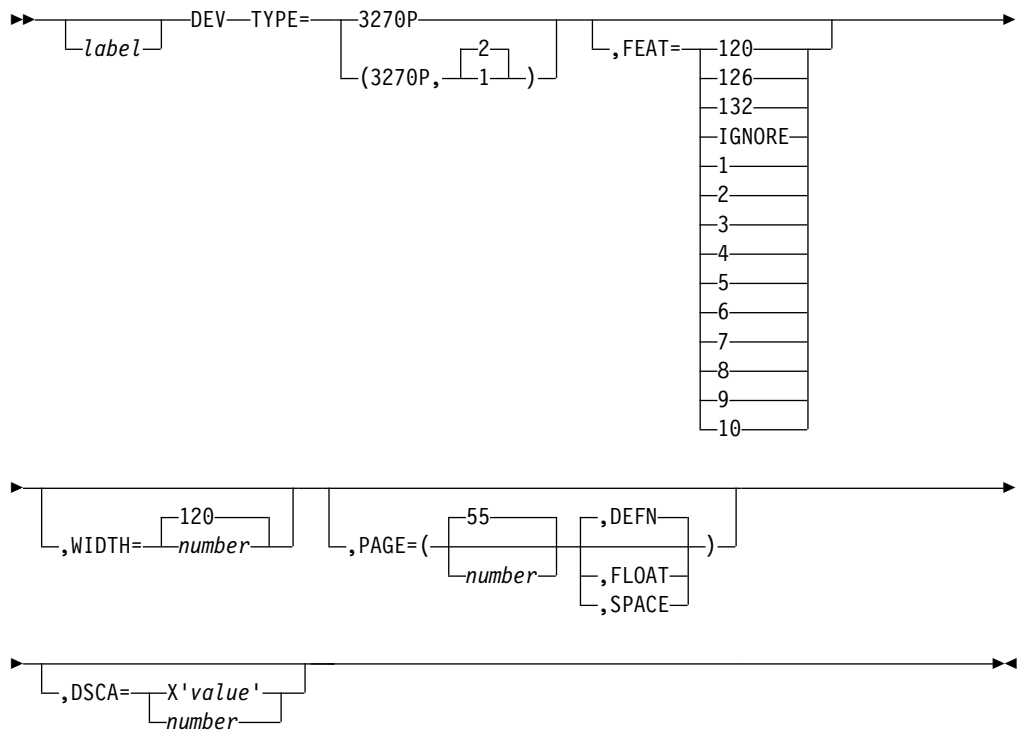 label DEV TYPE= 3270P ,FEAT= 120
(3270P, 2 1 )
126
132
IGNORE
1
2
3
4
5
6
7
8
9
10
,WIDTH= 120 number ,PAGE=( 55 number ,DEFN ,FLOAT ,SPACE )
,DSCA= X'value'
number